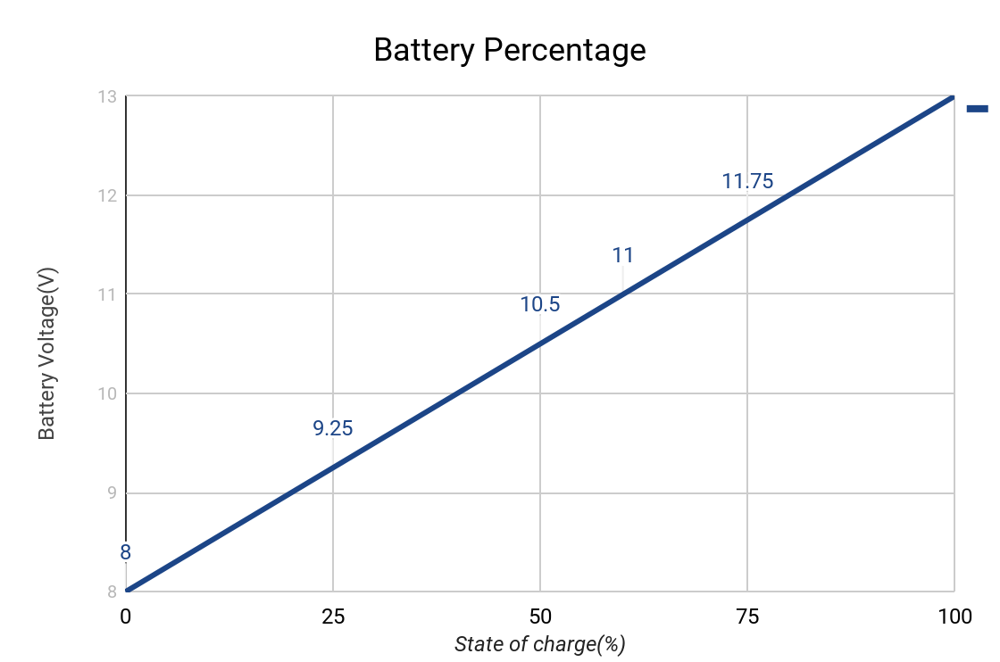 Battery Percentage
13
12
11
10
9
8
Battery Voltage(V)
8
9.25
10.5
11
11.75
0 25 50 75 100
State of charge(%)